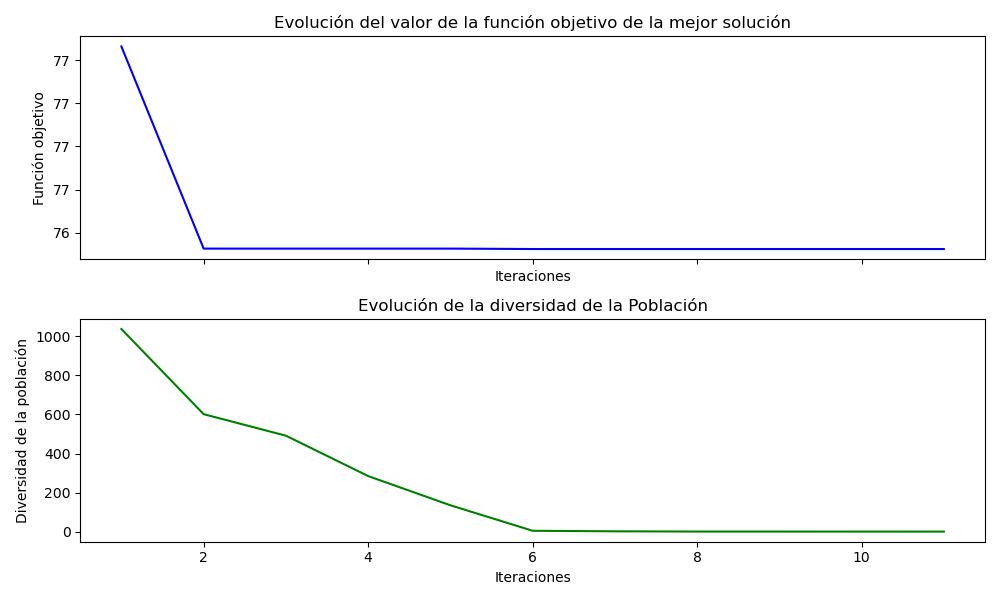 Evolución del valor de la función objetivo de la mejor solución
77
77
77
77
76
Función objetivo
Iteraciones
Evolución de la diversidad de la Población
1000
800
600
400
200
0
Diversidad de la población
2 4 6 8 10
Iteraciones